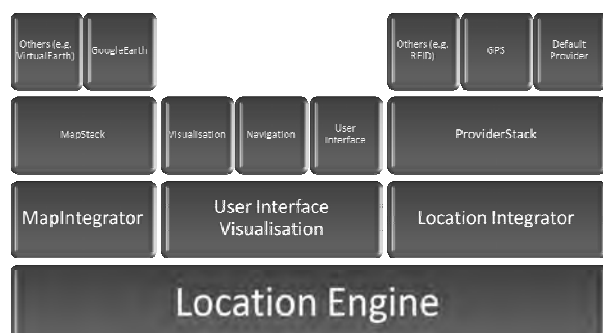 Others (e.g.
VirtualEarth)
GoogleEarth
Others (e.g.
RFID)
GPS
Default
Provider
MapStack
Visualisation
Navigation
User
Interface
ProviderStack
MapIntegrator
User Interface
Visualisation
Location Integrator
Location Engine